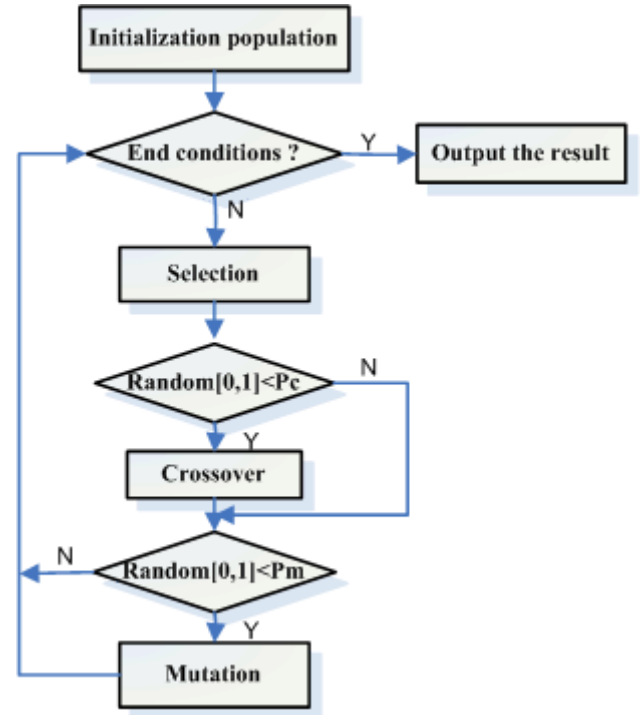 Initialization population
End conditions ?
Y
Output the result
N
Selection
Random[0,1]<Pc
N
Y
Crossover
Random[0,1]<Pm
N
Y
Mutation